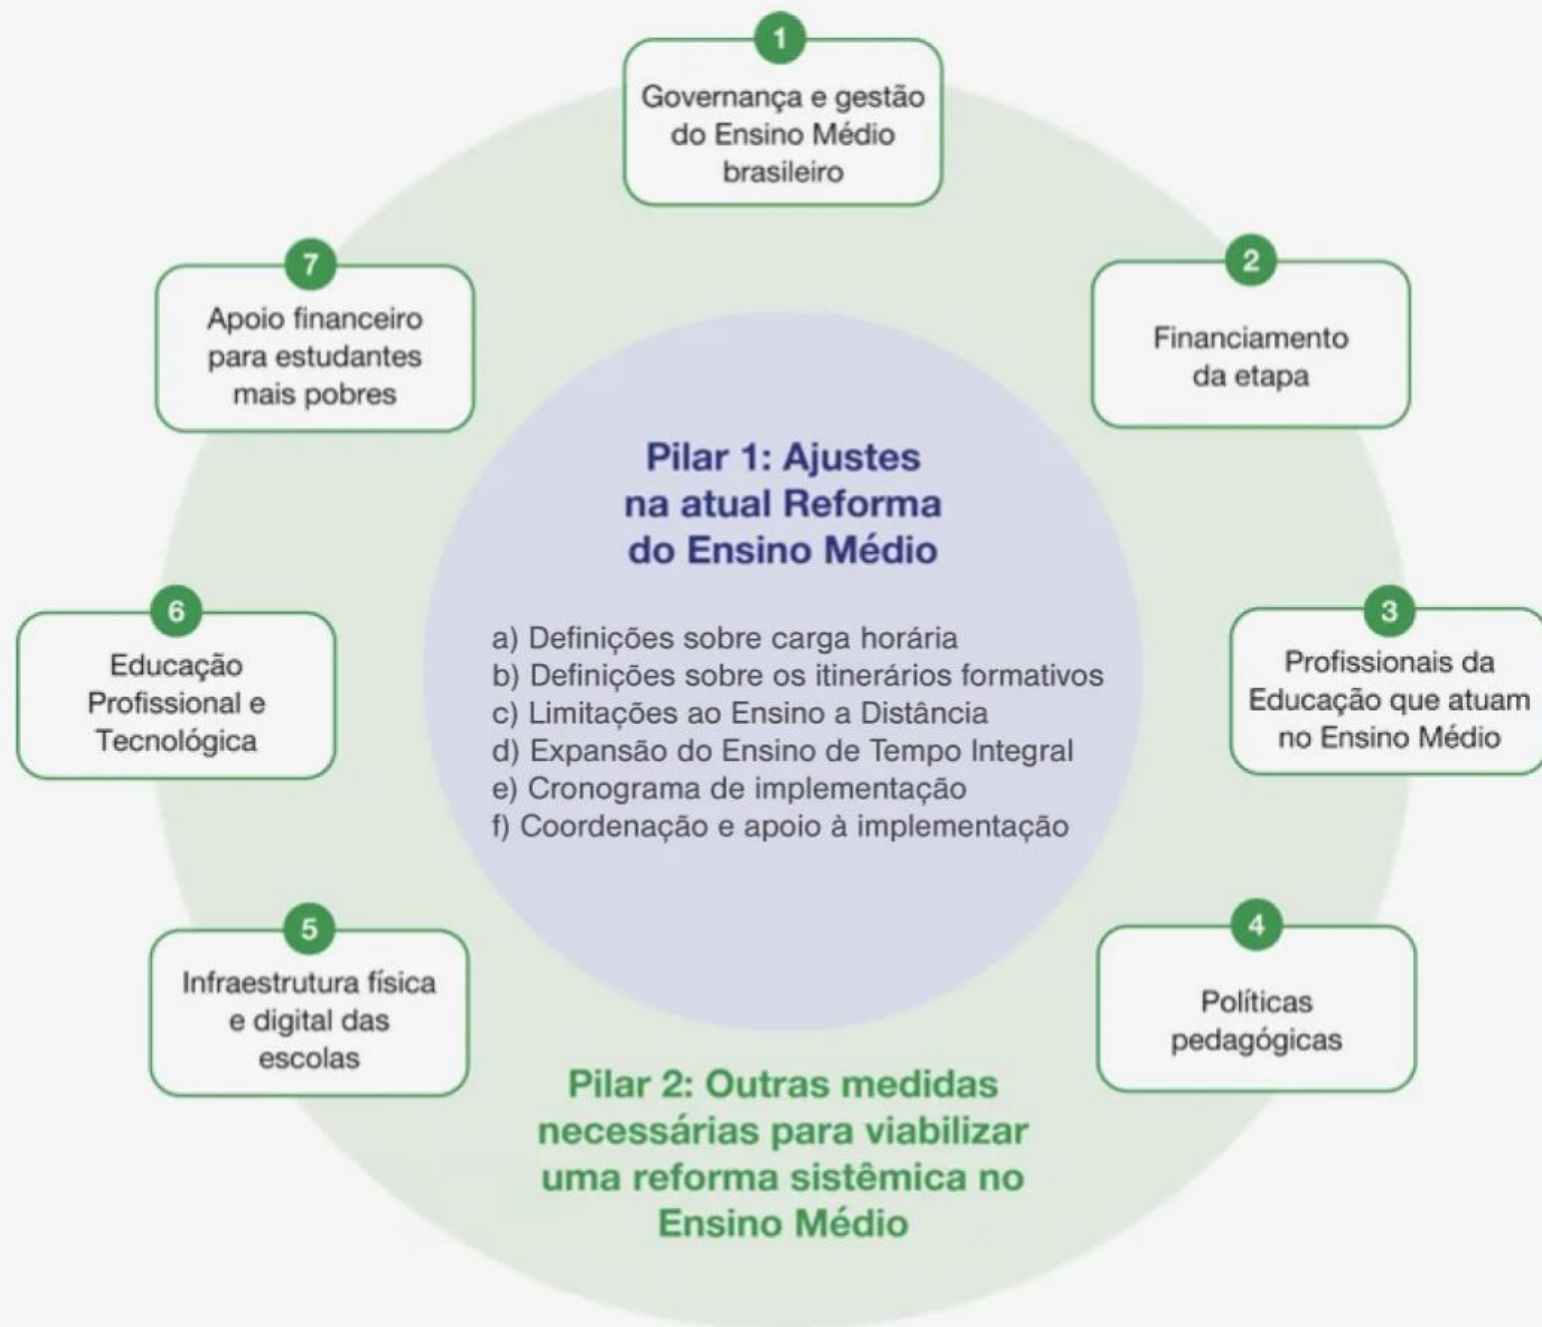 1
Governança e gestão
do Ensino Médio
brasileiro
2
Financiamento
da etapa
3
Profissionais da
Educação que atuam
no Ensino Médio
4
Políticas
pedagógicas
5
Infraestrutura física
e digital das
escolas
6
Educação
Profissional e
Tecnológica
7
Apoio financeiro
para estudantes
mais pobres
Pilar 1: Ajustes
na atual Reforma
do Ensino Médio
a) Definições sobre carga horária
b) Definições sobre os itinerários formativos
c) Limitações ao Ensino a Distância
d) Expansão do Ensino de Tempo Integral
e) Cronograma de implementação
f) Coordenação e apoio à implementação
Pilar 2: Outras medidas
necessárias para viabilizar
uma reforma sistêmica no
Ensino Médio